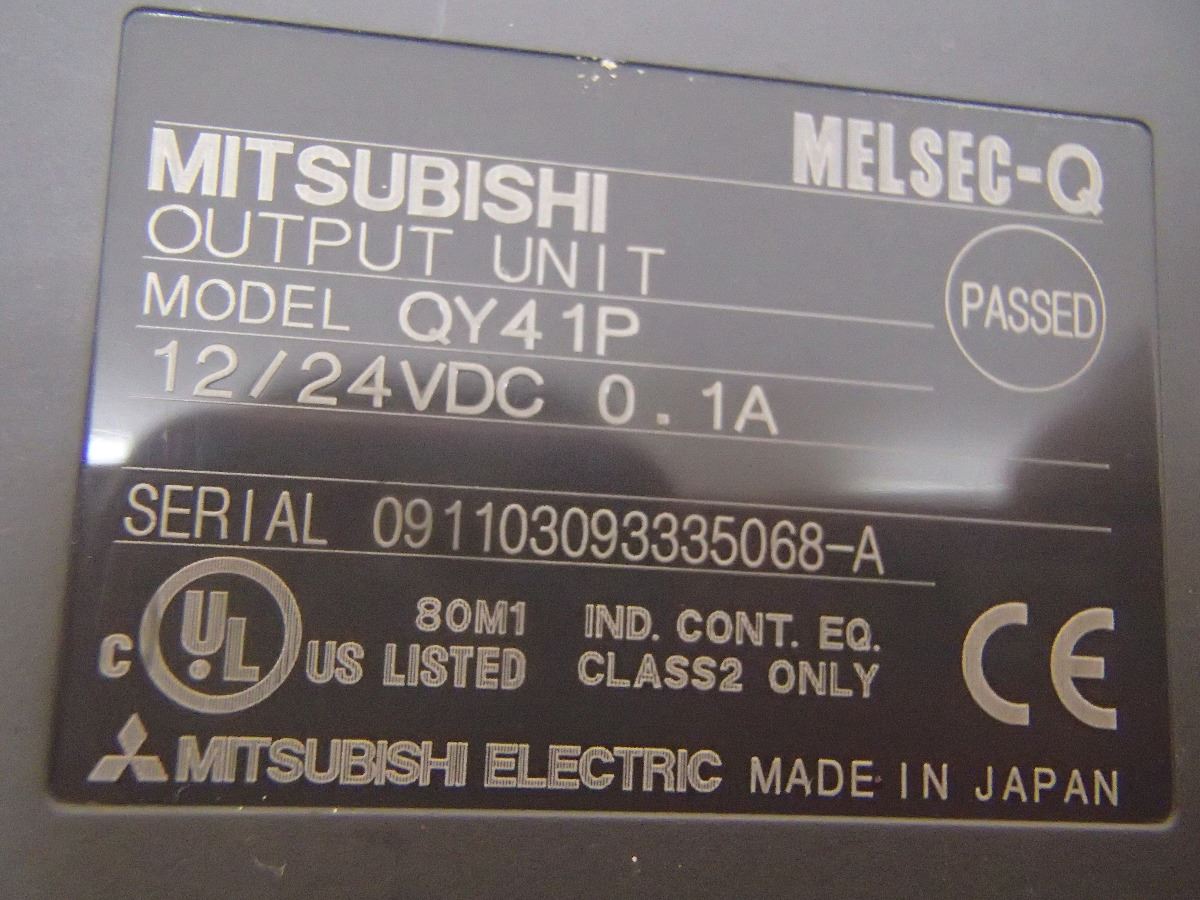 MELSEC-Q
MITSUBISHI
OUTPUT UNIT
MODEL QY41P
PASSED
12/24VDC 0.1A
SERIAL 091103093335068-A
C UL US LISTED 80M1 IND. CONT. EQ.
CLASS2 ONLY
CE
MITSUBISHI ELECTRIC MADE IN JAPAN